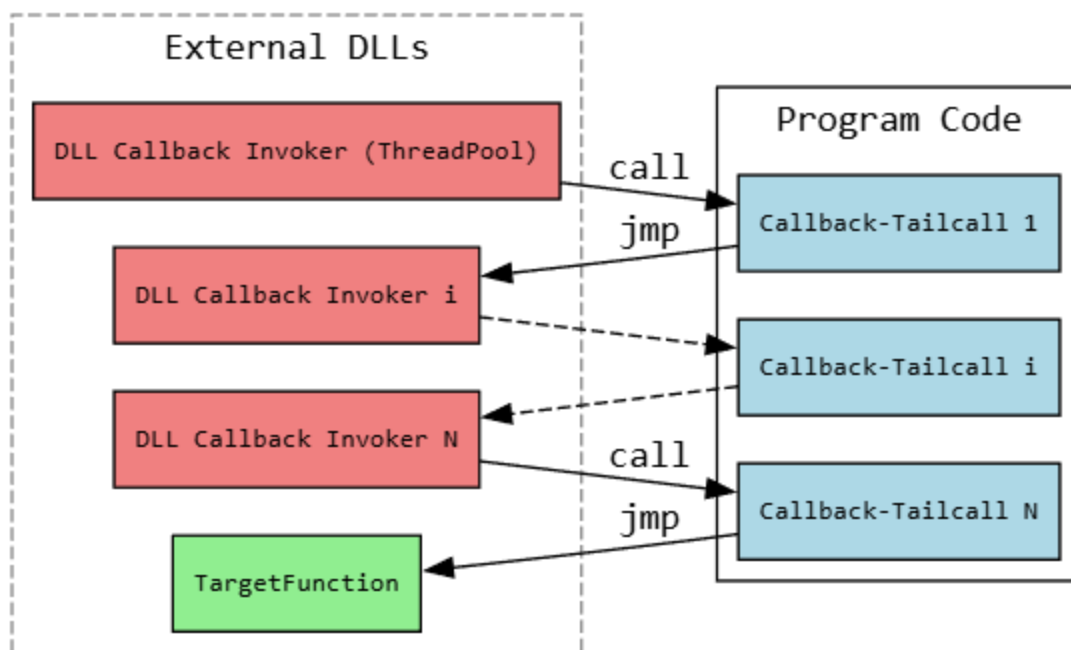 External DLLs
DLL Callback Invoker (ThreadPool)
DLL Callback Invoker i
DLL Callback Invoker N
TargetFunction
call
jmp
call
jmp
Program Code
Callback-Tailcall 1
Callback-Tailcall i
Callback-Tailcall N